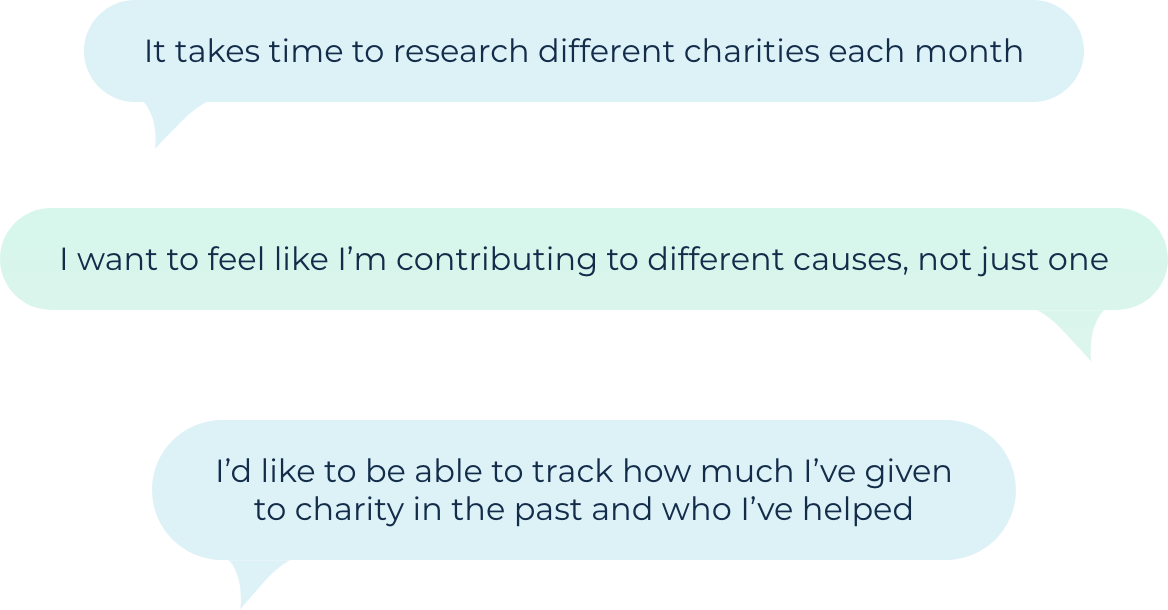 It takes time to research different charities each month
I want to feel like I’m contributing to different causes, not just one
I’d like to be able to track how much I’ve given
to charity in the past and who I’ve helped